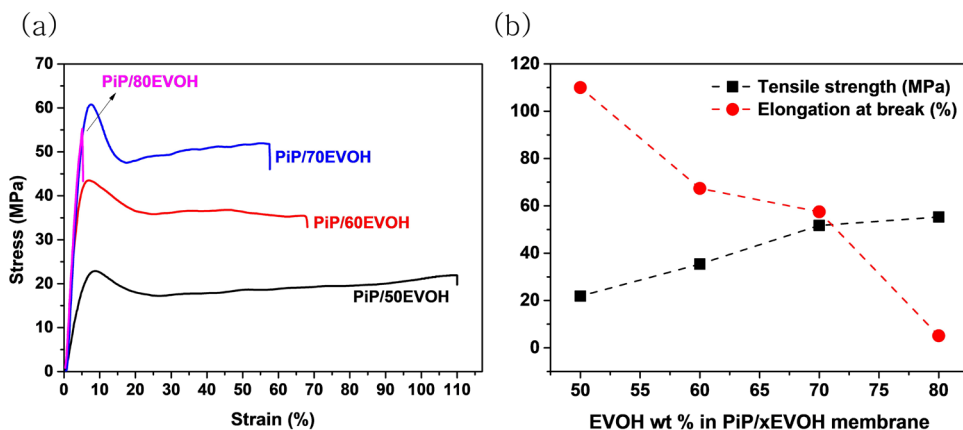 (a)
(b)
70
60
50
40
30
20
10
0
Stress (MPa)
PiP/80EVOH
PiP/70EVOH
PiP/60EVOH
PiP/50EVOH
0 10 20 30 40 50 60 70 80 90 100 110
Strain (%)
120
100
80
60
40
20
0
Tensile strength (MPa)
Elongation at break (%)
50 55 60 65 70 75 80
EVOH wt % in PiP/xEVOH membrane